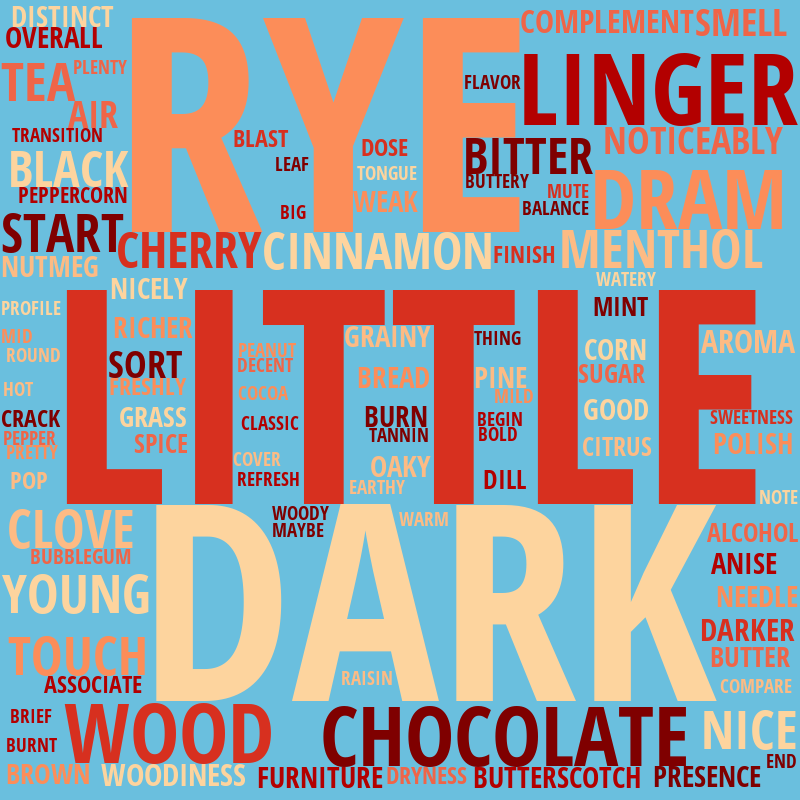 DISTINCT
COMPLEMENT SMELL
OVERALL
RYE
PLENTY
TEA
FLAVOR
LINGER
AIR
TRANSITION
BLAST
DOSE
NOTICEABLY
BLACK
LEAF
TONGUE
BITTER
BUTTERY
PEPPERCORN
WEAK
MUTE
DRAM
BIG
BALANCE
START
CHERRY
CINNAMON
FINISH
MENTHOL
NUTMEG
WATERY
NICELY
PROFILE
LITTLE
MINT
RICHER
MID
GRAINY
THING
AROMA
ROUND
PEANUT
CORN
SORT
DECENT
FRESHLY
BREAD
PINE
SUGAR
HOT
COCOA
MILD
CRACK
GRASS
CLASSIC
BURN
BEGIN
GOOD
SWEETNESS
PEPPER
SPICE
TANNIN
BOLD
CITRUS
POLISH
PRETTY
COVER
OAKY
POP
REFRESH
EARTHY
DILL
NOTE
CLOVE
WOODY
MAYBE
WARM
DARK
ALCOHOL
BUBBLEGUM
ANISE
YOUNG
NEEDLE
DARKER
TOUCH
BUTTER
ASSOCIATE
RAISIN
COMPARE
BRIEF
WOOD
CHOCOLATE
NICE
BURNT
END
BROWN
WOODINESS
FURNITURE
DRYNESS
BUTTERSCOTCH
PRESENCE